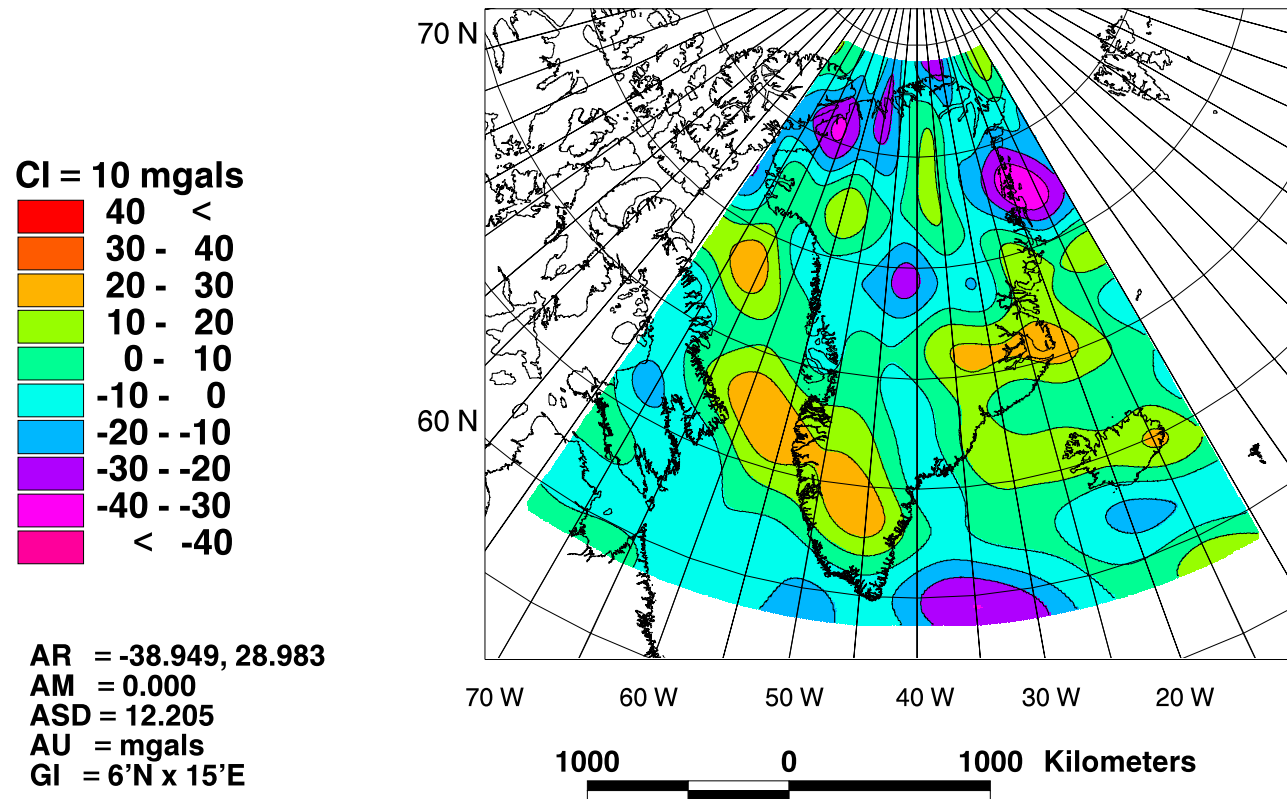 70 N
CI = 10 mgals
40 <
30 - 40
20 - 30
10 - 20
0 - 10
-10 - 0
-20 - -10
-30 - -20
-40 - -30
< -40
60 N
AR = -38.949, 28.983
AM = 0.000
ASD = 12.205
AU = mgals
GI = 6'N x 15'E
70 W 60 W 50 W 40 W 30 W 20 W
1000 0 1000 Kilometers